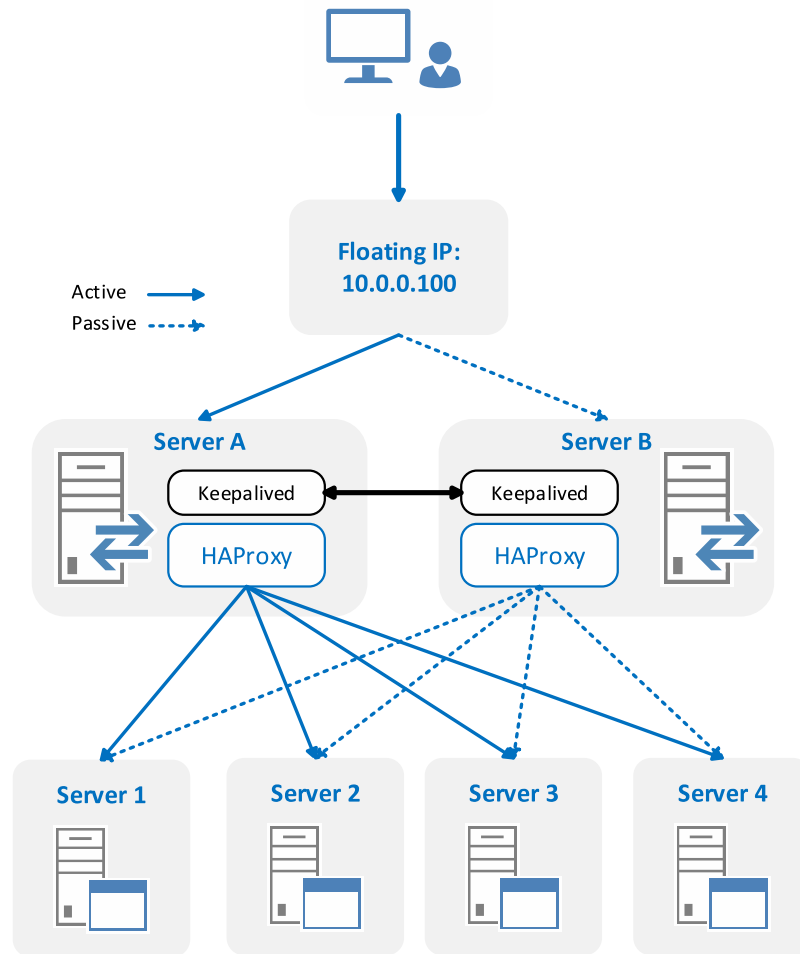 Floating IP:
10.0.0.100
Active
Passive
Server A
Server B
Keepalived
Keepalived
HAProxy
HAProxy
Server 1
Server 2
Server 3
Server 4